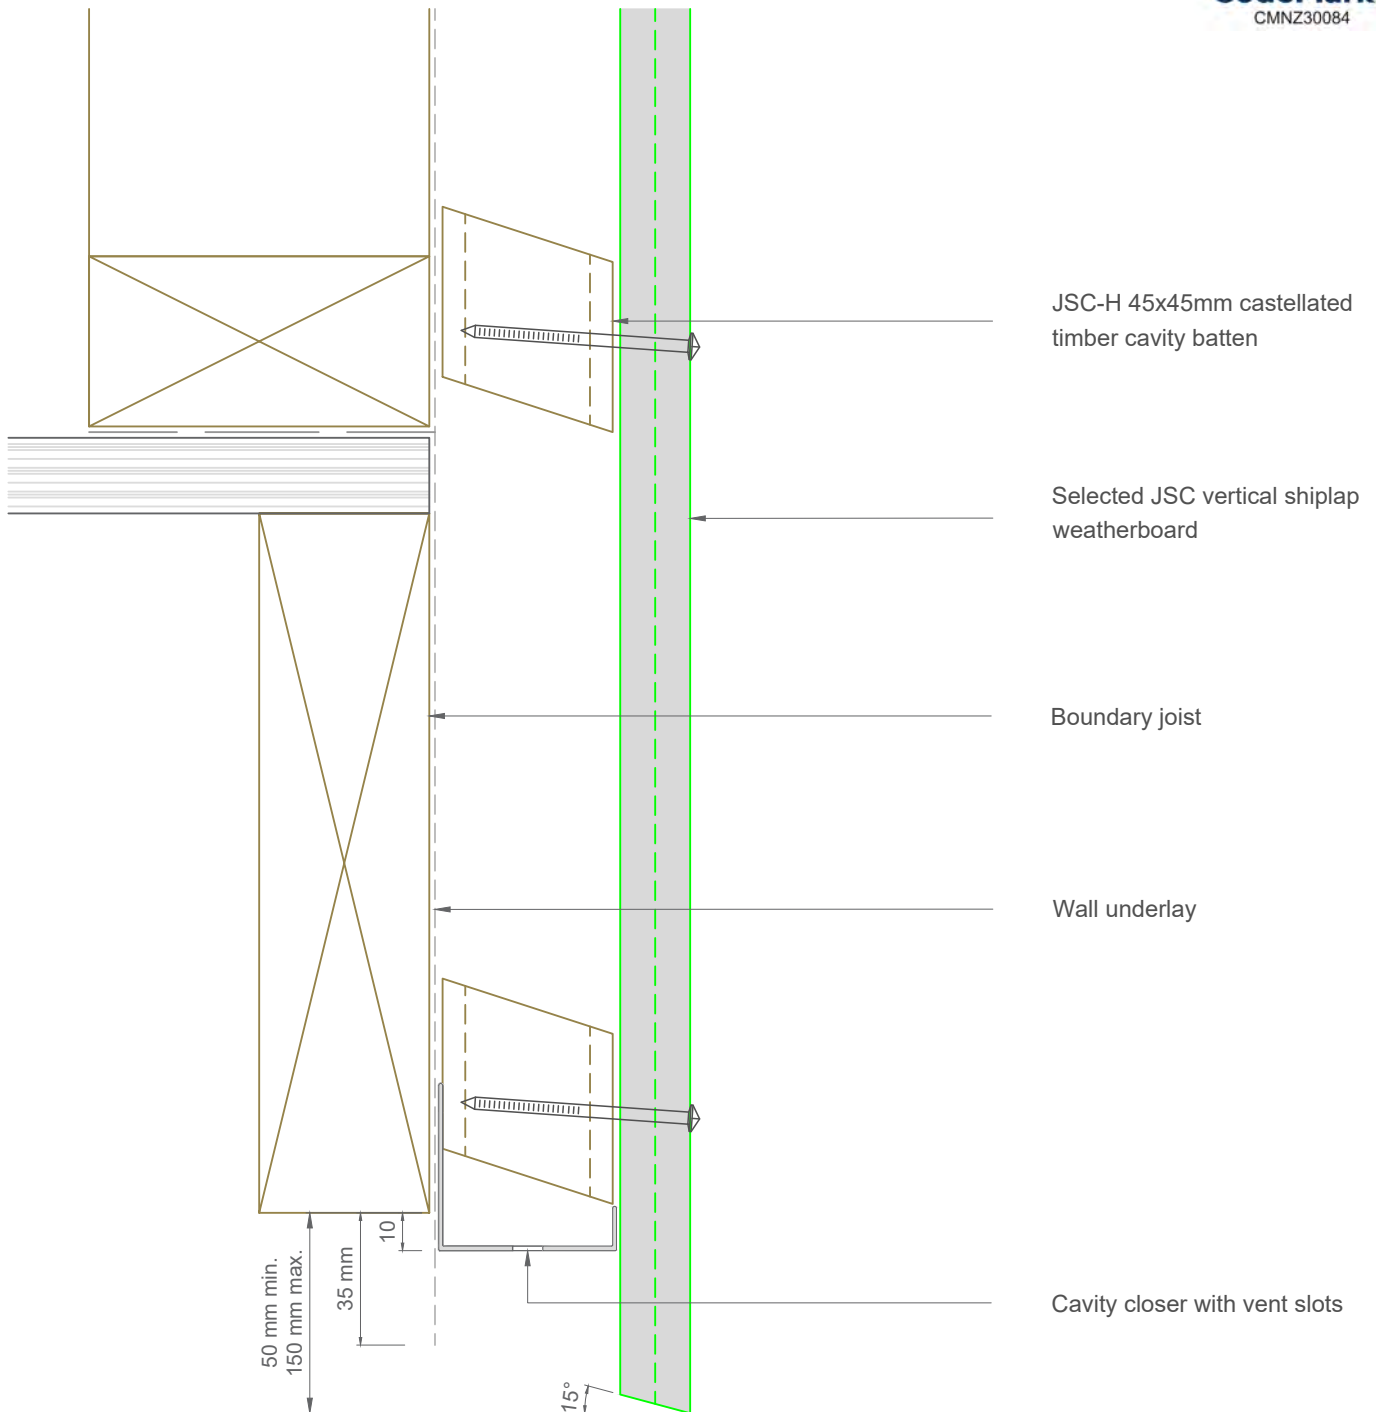 CMNZ30084
JSC-H 45x45mm castellated
timber cavity batten
Selected JSC vertical shiplap
weatherboard
Boundary joist
Wall underlay
Cavity closer with vent slots
50 mm min.
150 mm max.
35 mm
10
15°